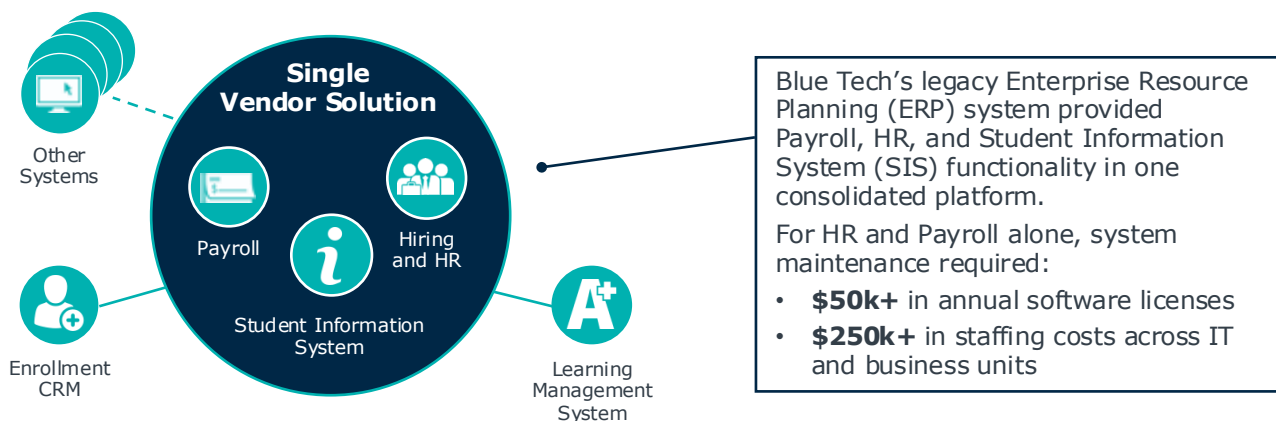 Single
Vendor Solution
Other
Systems
Payroll
Hiring
and HR
Student Information
System
Enrollment
CRM
Learning
Management
System
Blue Tech’s legacy Enterprise Resource
Planning (ERP) system provided
Payroll, HR, and Student Information
System (SIS) functionality in one
consolidated platform.
For HR and Payroll alone, system
maintenance required:
• $50k+ in annual software licenses
• $250k+ in staffing costs across IT
and business units